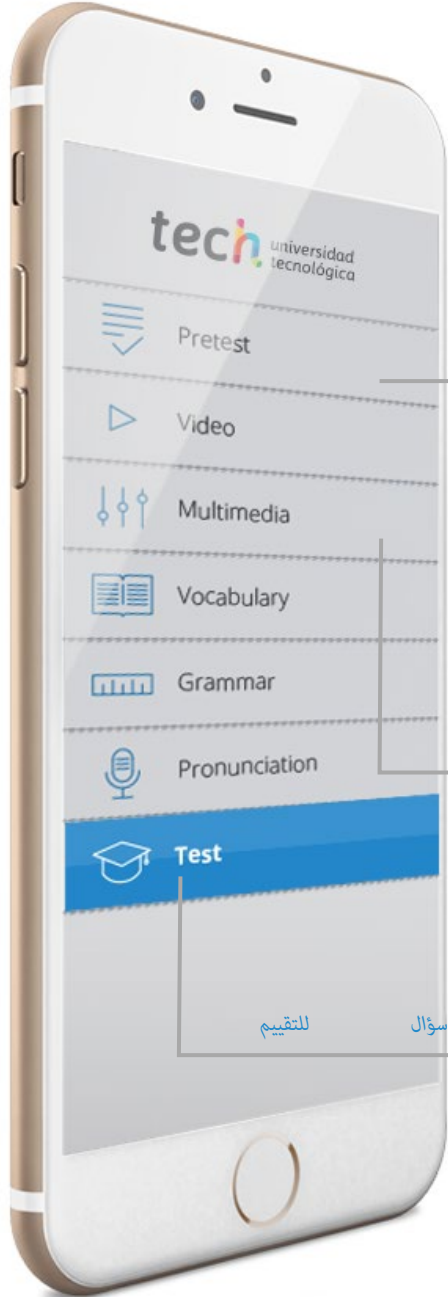 tech universidad
tecnológica
Pretest
Video
Multimedia
Vocabulary
Grammar
Pronunciation
Test
سؤال للتقييم